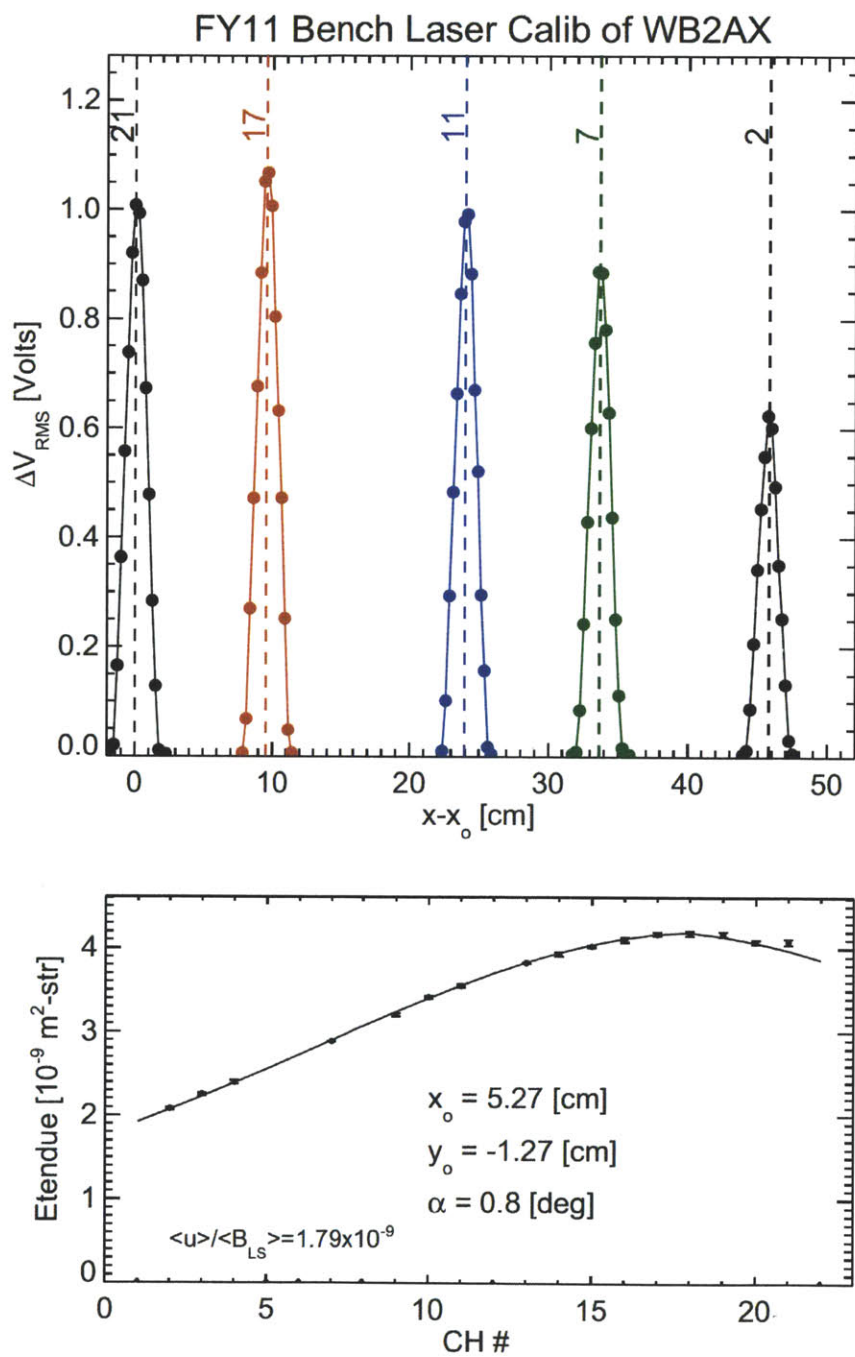 FY11 Bench Laser Calib of WB2AX
1.2
1.0
0.8
0.6
0.4
0.2
0.0
ΔV_RMS [Volts]
21
17
11
7
2
0 10 20 30 40 50
x-x_o [cm]
4
3
2
1
0
Etendue [10^-9 m^2-str]
x_o = 5.27 [cm]
y_o = -1.27 [cm]
α = 0.8 [deg]
<u>/<B_LS>=1.79x10^-9
0 5 10 15 20
CH #